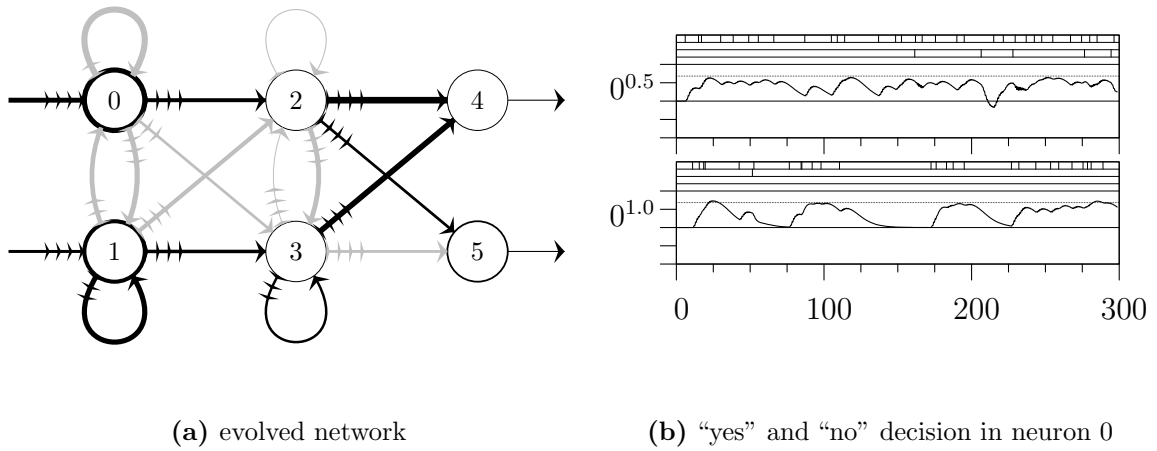 0
2
4
1
3
5
0^0.5
0^1.0
0 100 200 300
(a) evolved network
(b) “yes” and “no” decision in neuron 0